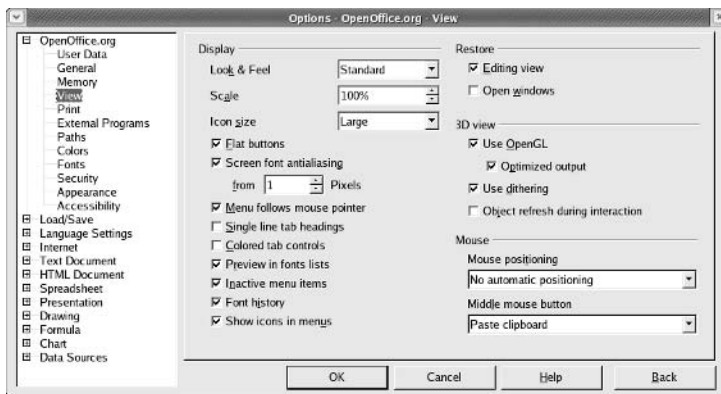 Options - OpenOffice.org - View
OpenOffice.org
User Data
General
Memory
View
Print
External Programs
Paths
Colors
Fonts
Security
Appearance
Accessibility
Load/Save
Language Settings
Internet
Text Document
HTML Document
Spreadsheet
Presentation
Drawing
Formula
Chart
Data Sources
Display
Look & Feel
Standard
Scale
100%
Icon size
Large
Flat buttons
Screen font antialiasing
from 1 Pixels
Menu follows mouse pointer
Single line tab headings
Colored tab controls
Preview in fonts lists
Inactive menu items
Font history
Show icons in menus
Restore
Editing view
Open windows
3D view
Use OpenGL
Optimized output
Use dithering
Object refresh during interaction
Mouse
Mouse positioning
No automatic positioning
Middle mouse button
Paste clipboard
OK
Cancel
Help
Back